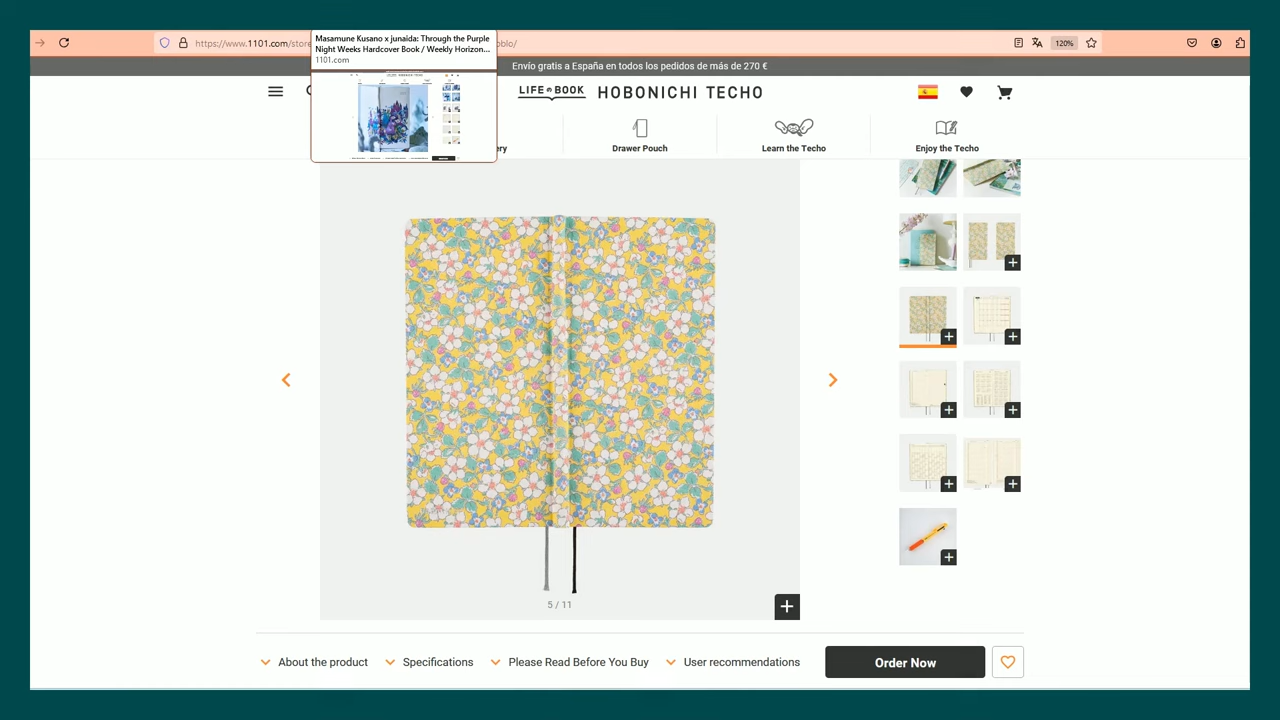 Masamune Kusano x junaida: Through the Purple
Night Weeks Hardcover Book / Weekly Horizon...
1101.com
https://www.1101.com/store
oblo/
120%
Envío gratis a España en todos los pedidos de más de 270 €
LIFE BOOK HOBONICHI TECHO
ery
Drawer Pouch
Learn the Techo
Enjoy the Techo
5 / 11
About the product
Specifications
Please Read Before You Buy
User recommendations
Order Now